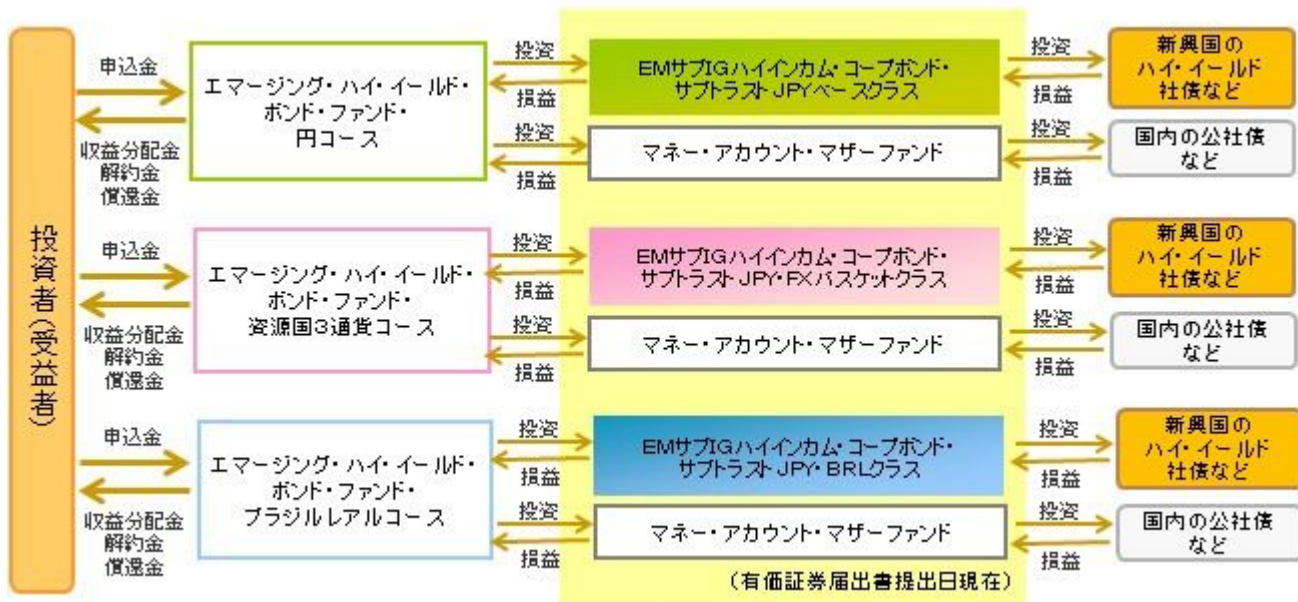 投資者(受益者)
申込金
収益分配金
解約金
償還金
エマージング・ハイ・イールド・
ボンド・ファンド・
円コース
投資
損益
投資
損益
EMサブIGハイインカム・コープボンド・
サブトラストJPYベースクラス
マネー・アカウント・マザーファンド
投資
損益
投資
損益
新興国の
ハイ・イールド
社債など
国内の公社債
など
申込金
収益分配金
解約金
償還金
エマージング・ハイ・イールド・
ボンド・ファンド・
資源国3通貨コース
投資
損益
投資
損益
EMサブIGハイインカム・コープボンド・
サブトラストJPY・FXバスケットクラス
マネー・アカウント・マザーファンド
投資
損益
投資
損益
新興国の
ハイ・イールド
社債など
国内の公社債
など
申込金
収益分配金
解約金
償還金
エマージング・ハイ・イールド・
ボンド・ファンド・
ブラジルレアルコース
投資
損益
投資
損益
EMサブIGハイインカム・コープボンド・
サブトラストJPY・BRLクラス
マネー・アカウント・マザーファンド
投資
損益
投資
損益
新興国の
ハイ・イールド
社債など
国内の公社債
など
(有価証券届出書提出日現在)